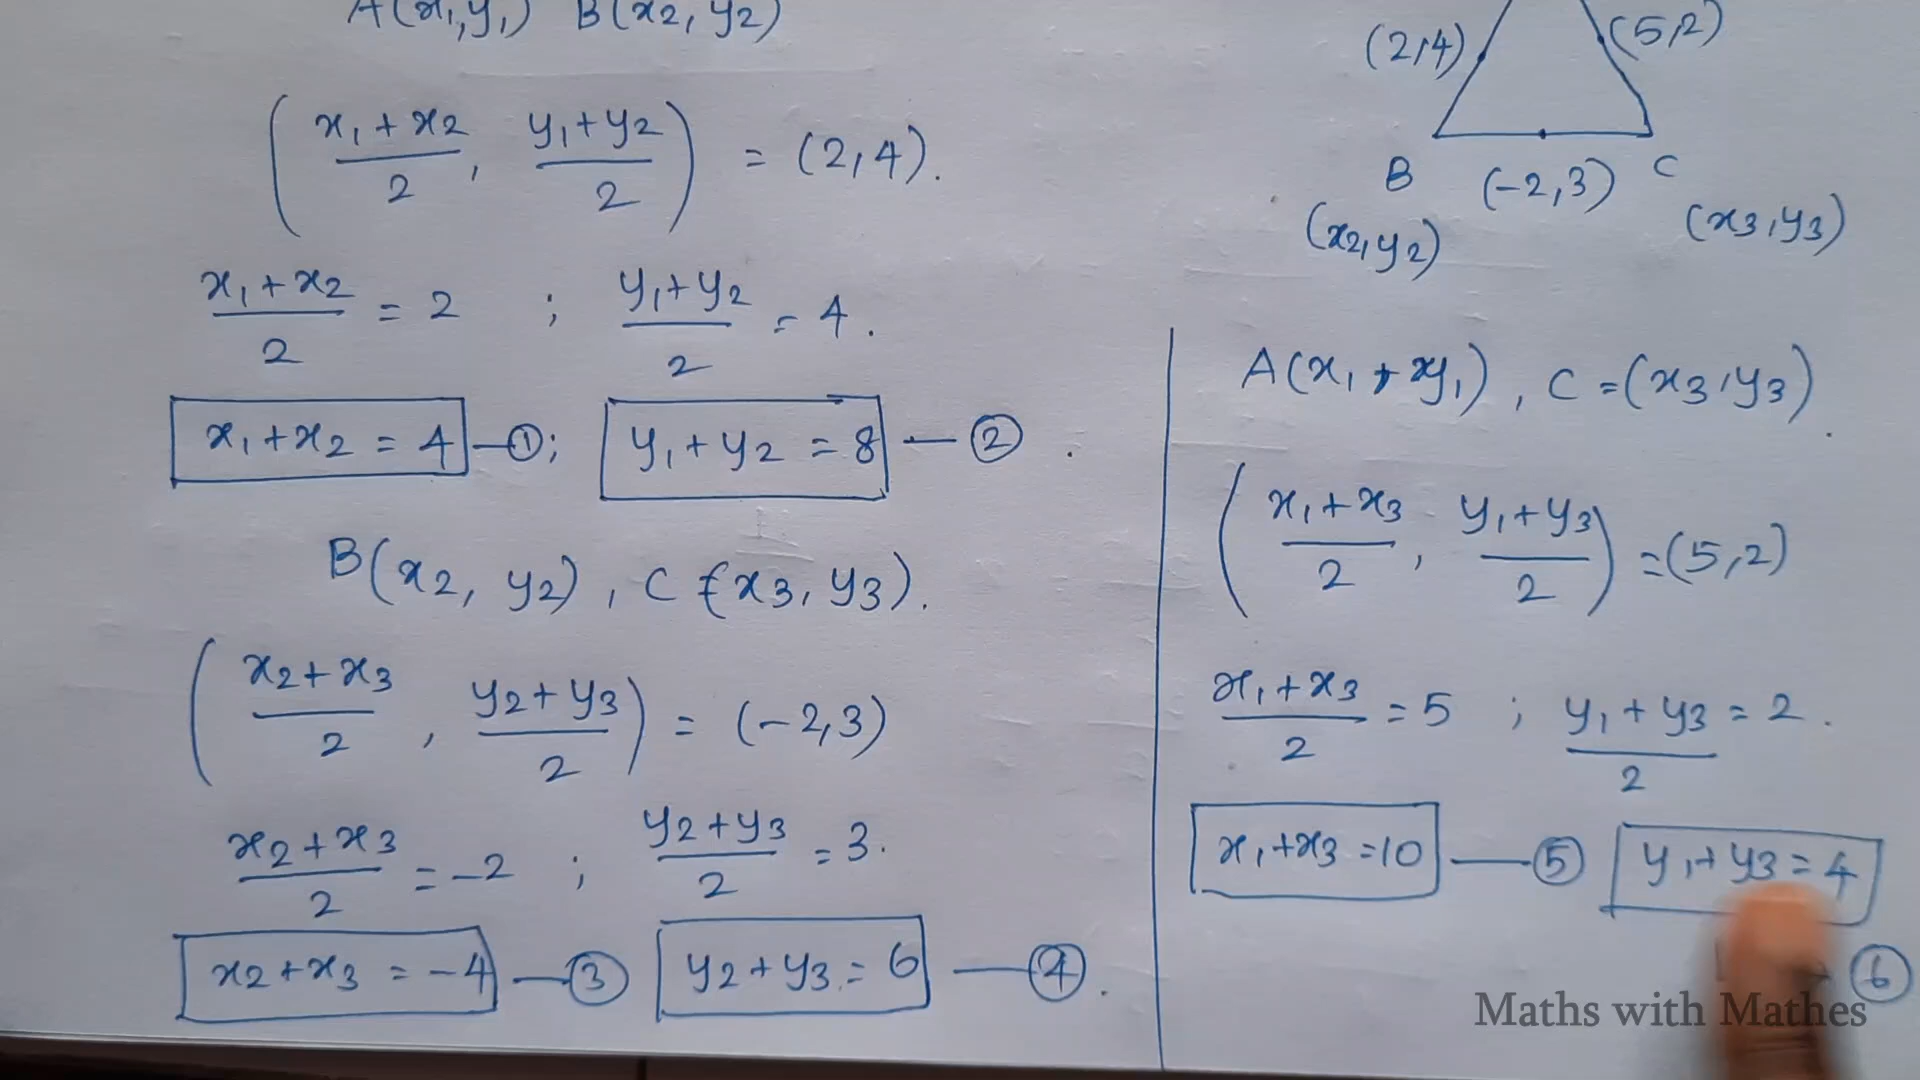 A(x₁,y₁) B(x₂, y₂)
(x₁+x₂/2, y₁+y₂/2) = (2,4).
x₁+x₂/2 = 2 ; y₁+y₂/2 = 4.
x₁+x₂ = 4 —①; y₁+y₂ = 8 —②.
B(x₂, y₂), C(x₃, y₃).
(x₂+x₃/2, y₂+y₃/2) = (-2,3)
x₂+x₃/2 = -2 ; y₂+y₃/2 = 3.
x₂+x₃ = -4 —③ y₂+y₃ = 6 —④.
(2,4) (5,2)
B (-2,3) C
(x₂,y₂) (x₃,y₃)
A(x₁, y₁), C=(x₃,y₃).
(x₁+x₃/2, y₁+y₃/2) =(5,2)
x₁+x₃/2 =5 ; y₁+y₃/2 = 2.
x₁+x₃ =10 —⑤ y₁+y₃ = 4
⑥
Maths with Mathes